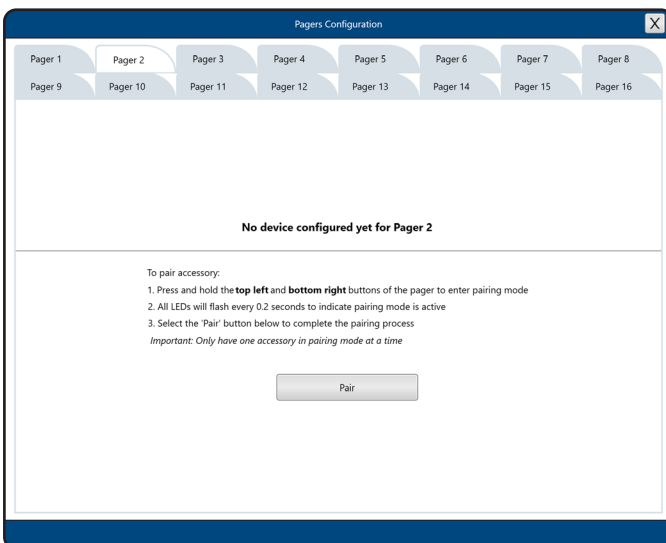 Pagers Configuration
X
Pager 1 Pager 2 Pager 3 Pager 4 Pager 5 Pager 6 Pager 7 Pager 8
Pager 9 Pager 10 Pager 11 Pager 12 Pager 13 Pager 14 Pager 15 Pager 16
No device configured yet for Pager 2
To pair accessory:
1. Press and hold the top left and bottom right buttons of the pager to enter pairing mode
2. All LEDs will flash every 0.2 seconds to indicate pairing mode is active
3. Select the 'Pair' button below to complete the pairing process
Important: Only have one accessory in pairing mode at a time
Pair